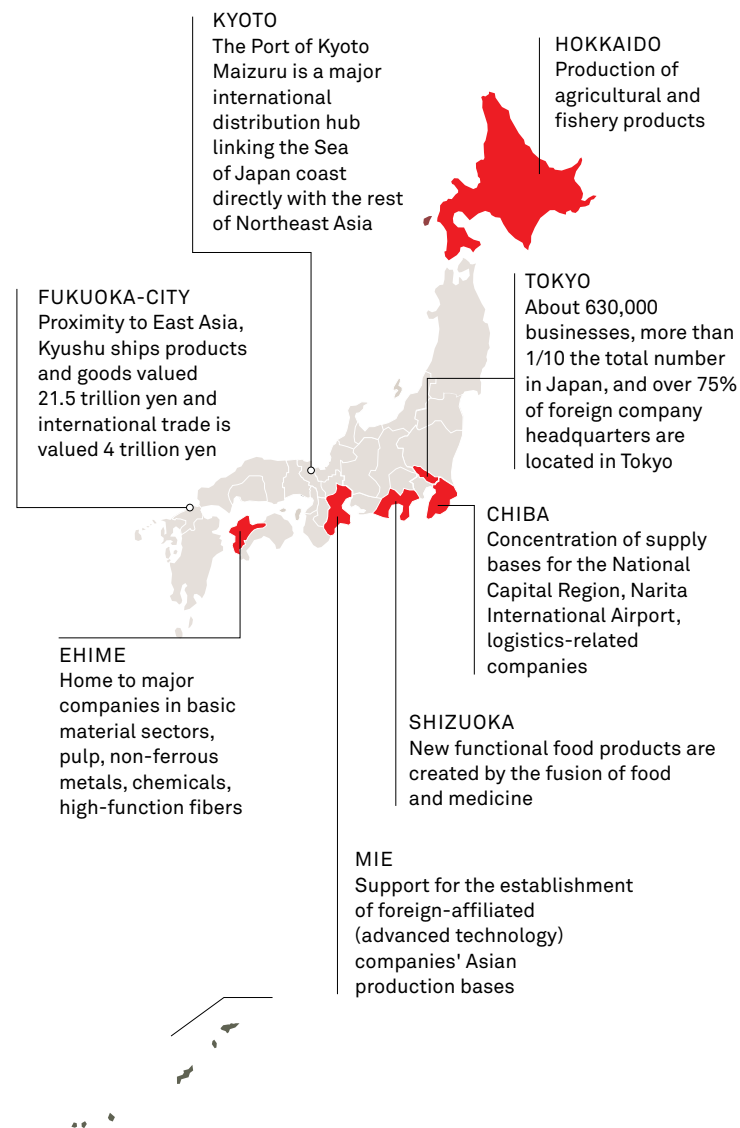 KYOTO
The Port of Kyoto
Maizuru is a major
international
distribution hub
linking the Sea
of Japan coast
directly with the rest
of Northeast Asia
HOKKAIDO
Production of
agricultural and
fishery products
FUKUOKA-CITY
Proximity to East Asia,
Kyushu ships products
and goods valued
21.5 trillion yen and
international trade is
valued 4 trillion yen
TOKYO
About 630,000
businesses, more than
1/10 the total number
in Japan, and over 75%
of foreign company
headquarters are
located in Tokyo
CHIBA
Concentration of supply
bases for the National
Capital Region, Narita
International Airport,
logistics-related
companies
EHIME
Home to major
companies in basic
material sectors,
pulp, non-ferrous
metals, chemicals,
high-function fibers
SHIZUOKA
New functional food products are
created by the fusion of food
and medicine
MIE
Support for the establishment
of foreign-affiliated
(advanced technology)
companies' Asian
production bases